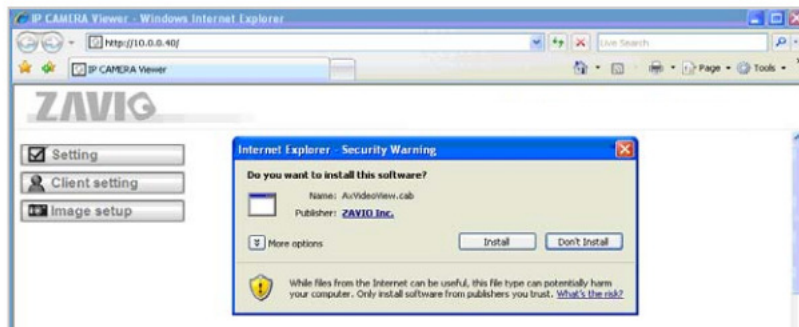 IP CAMERA Viewer - Windows Internet Explorer
http://10.0.0.40/
Live Search
IP CAMERA Viewer
Page
Tools
ZAVIO
Setting
Client setting
Image setup
Internet Explorer - Security Warning
Do you want to install this software?
Name: AxVideoView.cab
Publisher: ZAVIO Inc.
More options
Install
Don't Install
While files from the Internet can be useful, this file type can potentially harm
your computer. Only install software from publishers you trust. What's the risk?